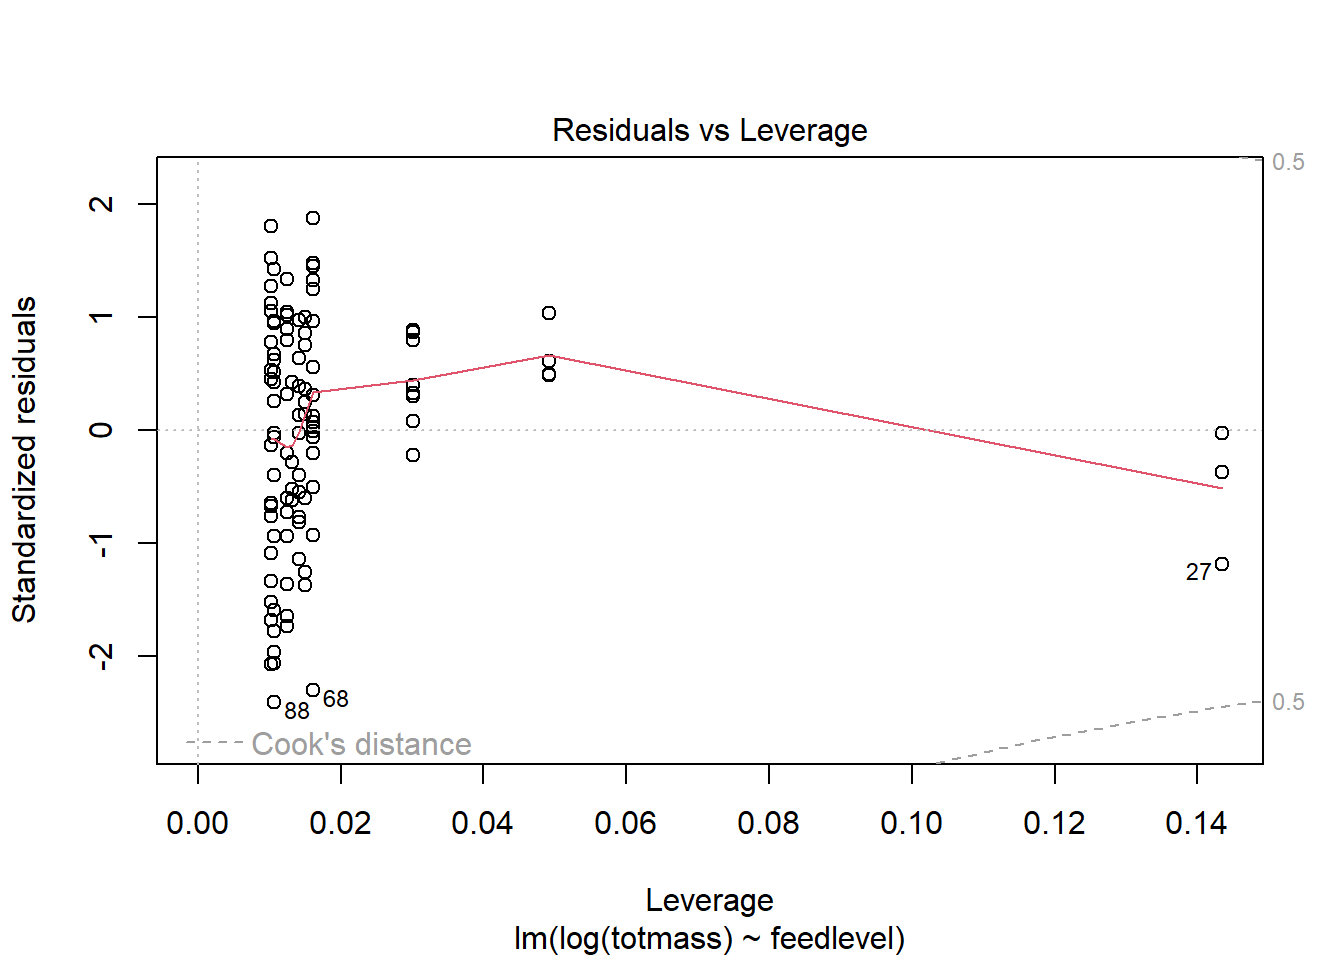 Residuals vs Leverage
Standardized residuals
2
1
0
-1
-2
0.5
0.5
27
88
68
Cook's distance
0.00 0.02 0.04 0.06 0.08 0.10 0.12 0.14
Leverage
lm(log(totmass) ~ feedlevel)